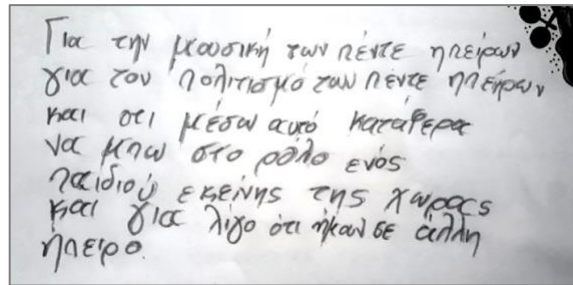 Για την μουσική των πέντε ηπείρων
για τον πολιτισμό των πέντε ηπείρων
και οτι μέσω αυτό κατάφερα
να μπω στο ρόλο ενός
παιδιού εκείνης της χώρας
και για λίγο ότι ήμουν σε άλλη
ήπειρο.